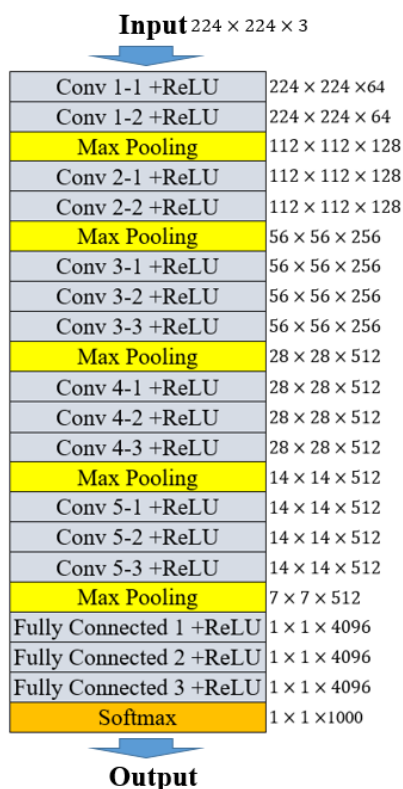 Input 224 × 224 × 3
Conv 1-1 +ReLU 224 × 224 ×64
Conv 1-2 +ReLU 224 × 224 × 64
Max Pooling 112 × 112 × 128
Conv 2-1 +ReLU 112 × 112 × 128
Conv 2-2 +ReLU 112 × 112 × 128
Max Pooling 56 × 56 × 256
Conv 3-1 +ReLU 56 × 56 × 256
Conv 3-2 +ReLU 56 × 56 × 256
Conv 3-3 +ReLU 56 × 56 × 256
Max Pooling 28 × 28 × 512
Conv 4-1 +ReLU 28 × 28 × 512
Conv 4-2 +ReLU 28 × 28 × 512
Conv 4-3 +ReLU 28 × 28 × 512
Max Pooling 14 × 14 × 512
Conv 5-1 +ReLU 14 × 14 × 512
Conv 5-2 +ReLU 14 × 14 × 512
Conv 5-3 +ReLU 14 × 14 × 512
Max Pooling 7 × 7 × 512
Fully Connected 1 +ReLU 1 × 1 × 4096
Fully Connected 2 +ReLU 1 × 1 × 4096
Fully Connected 3 +ReLU 1 × 1 × 4096
Softmax 1 × 1 ×1000
Output